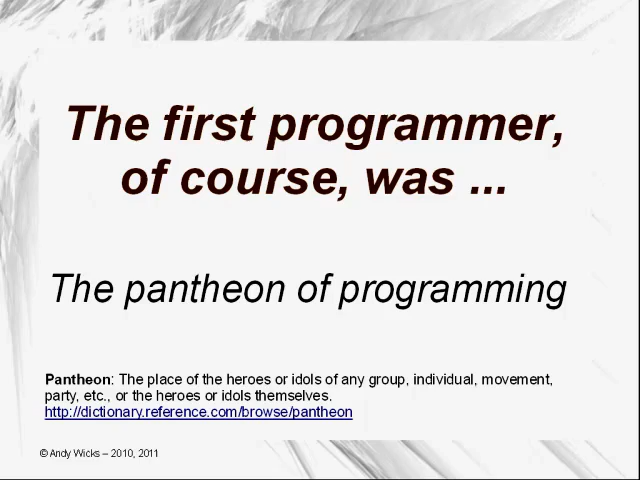 The first programmer,
of course, was ...
The pantheon of programming
Pantheon: The place of the heroes or idols of any group, individual, movement,
party, etc., or the heroes or idols themselves.
http://dictionary.reference.com/browse/pantheon
© Andy Wicks – 2010, 2011